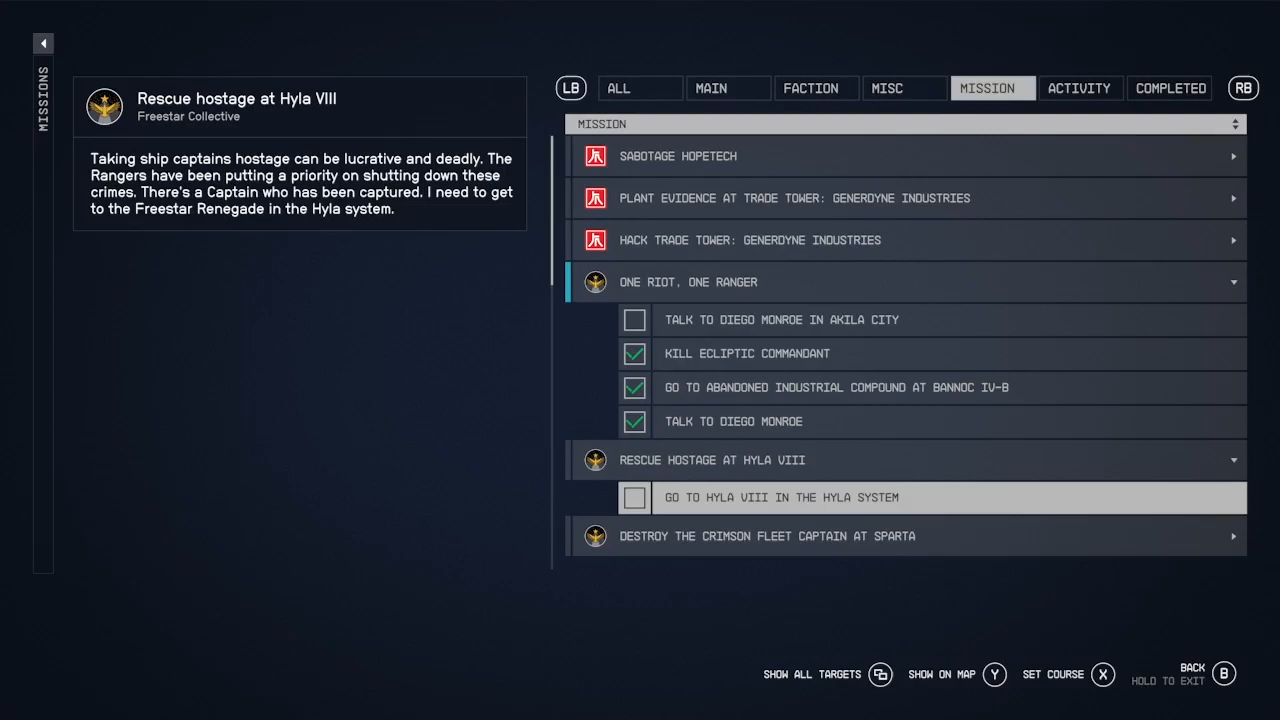 MISSIONS
Rescue hostage at Hyla VIII
Freestar Collective
Taking ship captains hostage can be lucrative and deadly. The
Rangers have been putting a priority on shutting down these
crimes. There's a Captain who has been captured. I need to get
to the Freestar Renegade in the Hyla system.
LB ALL MAIN FACTION MISC MISSION ACTIVITY COMPLETED RB
MISSION
SABOTAGE HOPETECH
PLANT EVIDENCE AT TRADE TOWER: GENERDYNE INDUSTRIES
HACK TRADE TOWER: GENERDYNE INDUSTRIES
ONE RIOT, ONE RANGER
TALK TO DIEGO MONROE IN AKILA CITY
KILL ECLIPTIC COMMANDANT
GO TO ABANDONED INDUSTRIAL COMPOUND AT BANNOC IV-B
TALK TO DIEGO MONROE
RESCUE HOSTAGE AT HYLA VIII
GO TO HYLA VIII IN THE HYLA SYSTEM
DESTROY THE CRIMSON FLEET CAPTAIN AT SPARTA
SHOW ALL TARGETS SHOW ON MAP Y SET COURSE X BACK B
HOLD TO EXIT